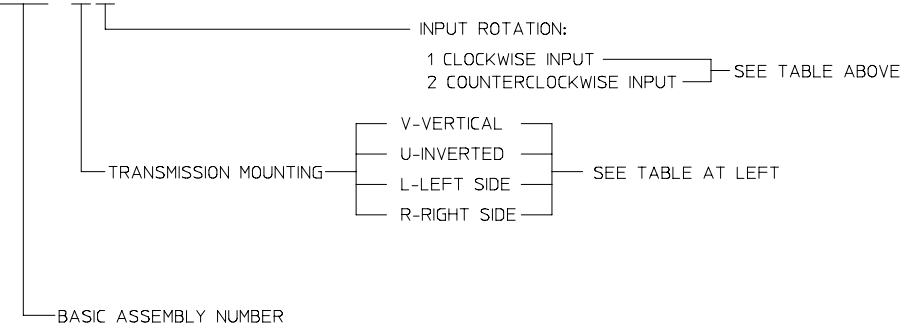 INPUT ROTATION:
1 CLOCKWISE INPUT
2 COUNTERCLOCKWISE INPUT
SEE TABLE ABOVE
TRANSMISSION MOUNTING
V-VERTICAL
U-INVERTED
L-LEFT SIDE
R-RIGHT SIDE
SEE TABLE AT LEFT
BASIC ASSEMBLY NUMBER